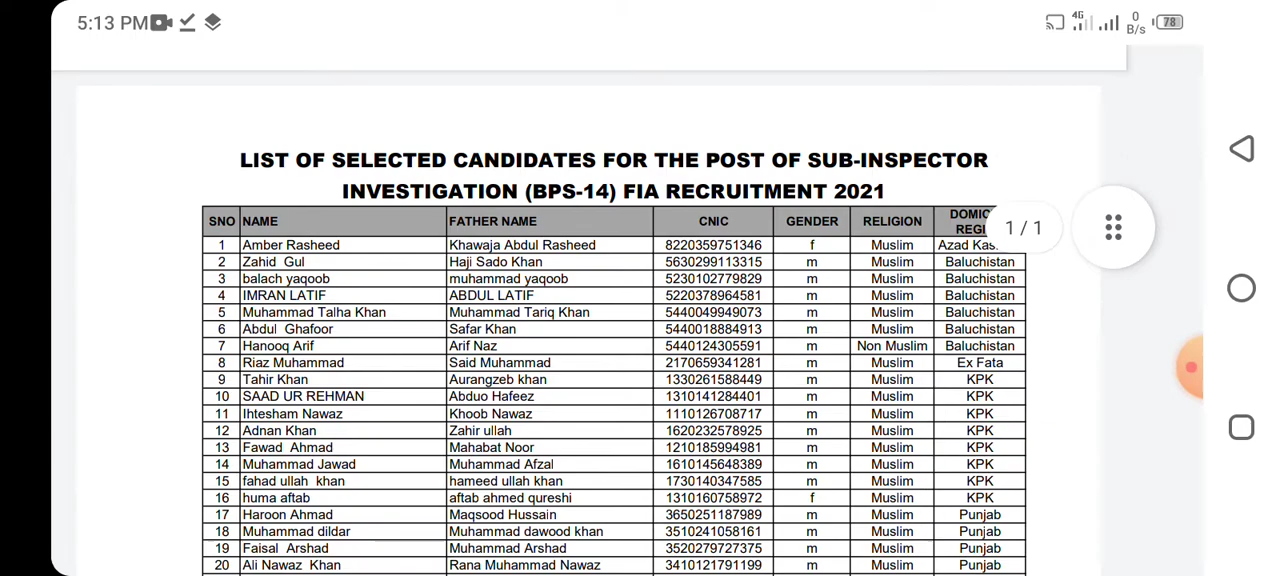 5:13 PM 4G 0 B/s 78
LIST OF SELECTED CANDIDATES FOR THE POST OF SUB-INSPECTOR
INVESTIGATION (BPS-14) FIA RECRUITMENT 2021
SNO NAME FATHER NAME CNIC GENDER RELIGION
1 Amber Rasheed Khawaja Abdul Rasheed 8220359751346 f Muslim Azad
2 Zahid Gul Haji Sado Khan 5630299113315 m Muslim Baluchistan
3 balach yaqoob muhammad yaqoob 5230102779829 m Muslim Baluchistan
4 IMRAN LATIF ABDUL LATIF 5220378964581 m Muslim Baluchistan
5 Muhammad Talha Khan Muhammad Tariq Khan 5440049949073 m Muslim Baluchistan
6 Abdul Ghafoor Safar Khan 5440018884913 m Muslim Baluchistan
7 Hanooq Arif Arif Naz 5440124305591 m Non Muslim Baluchistan
8 Riaz Muhammad Said Muhammad 2170659341281 m Muslim Ex Fata
9 Tahir Khan Aurangzeb khan 1330261588449 m Muslim KPK
10 SAAD UR REHMAN Abduo Hafeez 1310141284401 m Muslim KPK
11 Ihtesham Nawaz Khoob Nawaz 1110126708717 m Muslim KPK
12 Adnan Khan Zahir ullah 1620232578925 m Muslim KPK
13 Fawad Ahmad Mahabat Noor 1210185994981 m Muslim KPK
14 Muhammad Jawad Muhammad Afzal 1610145648389 m Muslim KPK
15 fahad ullah khan hameed ullah khan 1730140347585 m Muslim KPK
16 huma aftab aftab ahmed qureshi 1310160758972 f Muslim KPK
17 Haroon Ahmad Maqsood Hussain 3650251187989 m Muslim Punjab
18 Muhammad dildar Muhammad dawood khan 3510241058161 m Muslim Punjab
19 Faisal Arshad Muhammad Arshad 3520279727375 m Muslim Punjab
20 Ali Nawaz Khan Rana Muhammad Nawaz 3410121791199 m Muslim Punjab
1 / 1